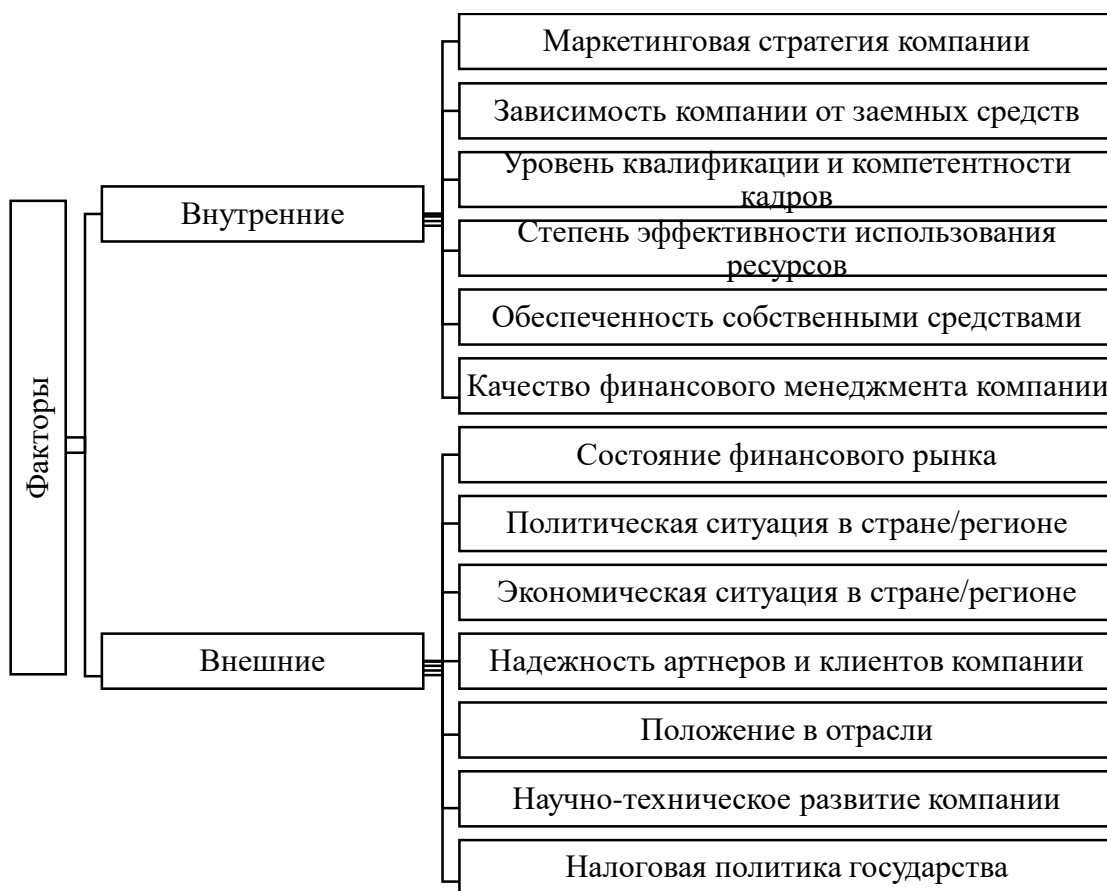 Факторы
Внутренние
Маркетинговая стратегия компании
Зависимость компании от заемных средств
Уровень квалификации и компетентности
кадров
Степень эффективности использования
ресурсов
Обеспеченность собственными средствами
Качество финансового менеджмента компании
Внешние
Состояние финансового рынка
Политическая ситуация в стране/регионе
Экономическая ситуация в стране/регионе
Надежность артнеров и клиентов компании
Положение в отрасли
Научно-техническое развитие компании
Налоговая политика государства